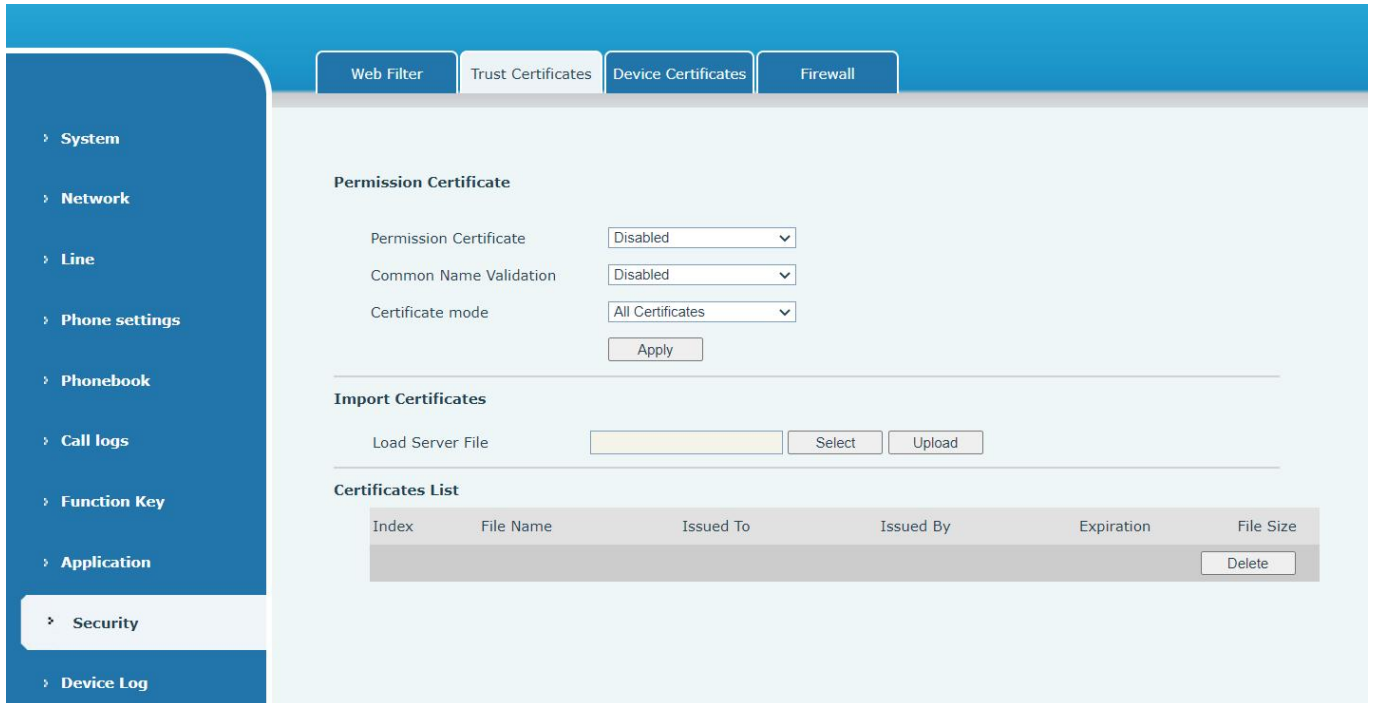 Web Filter Trust Certificates Device Certificates Firewall
System
Network
Line
Phone settings
Phonebook
Call logs
Function Key
Application
Security
Device Log
Permission Certificate
Permission Certificate Disabled
Common Name Validation Disabled
Certificate mode All Certificates
Apply
Import Certificates
Load Server File Select Upload
Certificates List
Index File Name Issued To Issued By Expiration File Size
Delete